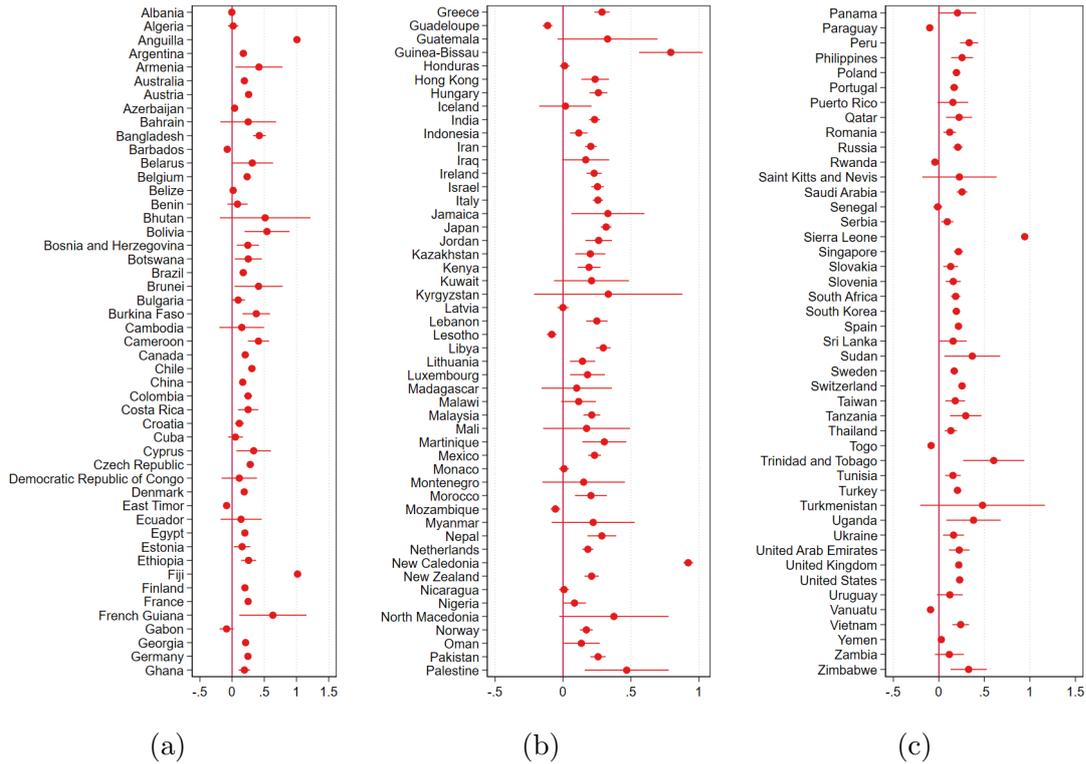 Albania
Algeria
Anguilla
Argentina
Armenia
Australia
Austria
Azerbaijan
Bahrain
Bangladesh
Barbados
Belarus
Belgium
Belize
Benin
Bhutan
Bolivia
Bosnia and Herzegovina
Botswana
Brazil
Brunei
Bulgaria
Burkina Faso
Cambodia
Cameroon
Canada
Chile
China
Colombia
Costa Rica
Croatia
Cuba
Cyprus
Czech Republic
Democratic Republic of Congo
Denmark
East Timor
Ecuador
Egypt
Estonia
Ethiopia
Fiji
Finland
France
French Guiana
Gabon
Georgia
Germany
Ghana
-.5 0 .5 1 1.5
(a)
Greece
Guadeloupe
Guatemala
Guinea-Bissau
Honduras
Hong Kong
Hungary
Iceland
India
Indonesia
Iran
Iraq
Ireland
Israel
Italy
Jamaica
Japan
Jordan
Kazakhstan
Kenya
Kuwait
Kyrgyzstan
Latvia
Lebanon
Lesotho
Libya
Lithuania
Luxembourg
Madagascar
Malawi
Malaysia
Mali
Martinique
Mexico
Monaco
Montenegro
Morocco
Mozambique
Myanmar
Nepal
Netherlands
New Caledonia
New Zealand
Nicaragua
Nigeria
North Macedonia
Norway
Oman
Pakistan
Palestine
-.5 0 .5 1
(b)
Panama
Paraguay
Peru
Philippines
Poland
Portugal
Puerto Rico
Qatar
Romania
Russia
Rwanda
Saint Kitts and Nevis
Saudi Arabia
Senegal
Serbia
Sierra Leone
Singapore
Slovakia
Slovenia
South Africa
South Korea
Spain
Sri Lanka
Sudan
Sweden
Switzerland
Taiwan
Tanzania
Thailand
Togo
Trinidad and Tobago
Tunisia
Turkey
Turkmenistan
Uganda
Ukraine
United Arab Emirates
United Kingdom
United States
Uruguay
Vanuatu
Vietnam
Yemen
Zambia
Zimbabwe
-.5 0 .5 1 1.5
(c)